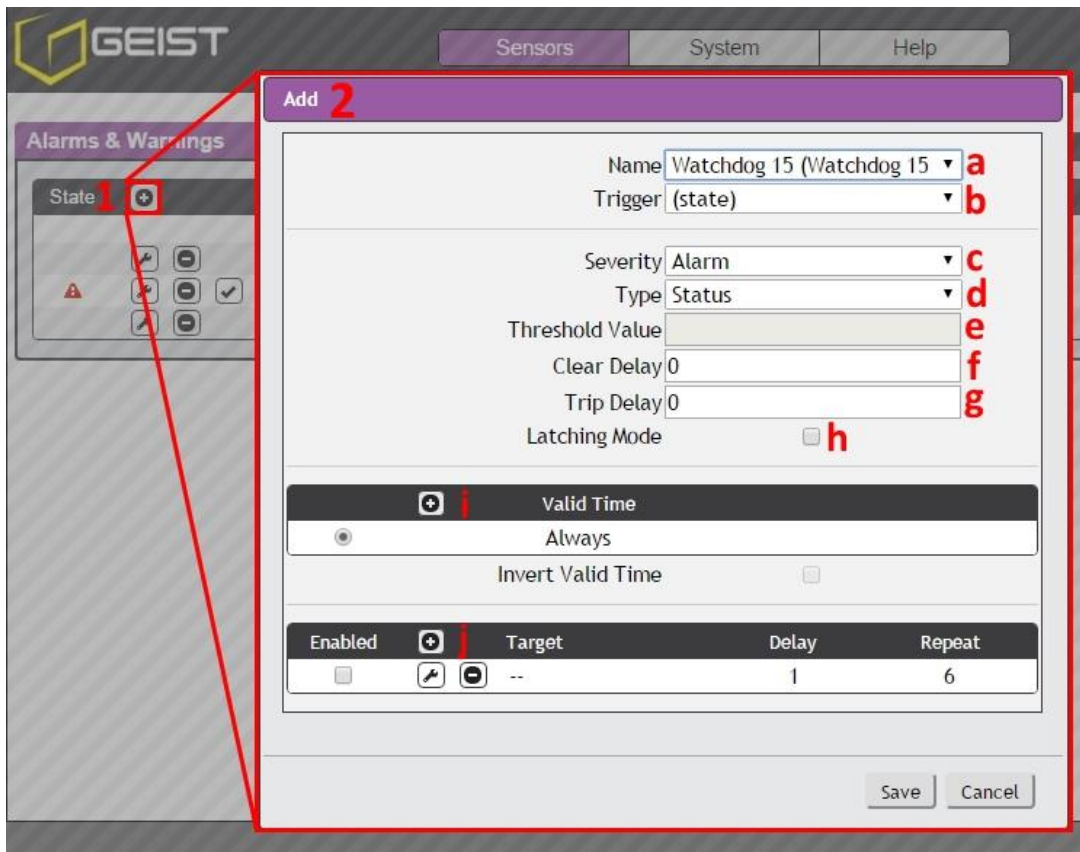 GEIST
Sensors System Help
Add 2
Alarms & Warnings
State 1
Name Watchdog 15 (Watchdog 15 a
Trigger (state) b
Severity Alarm c
Type Status d
Threshold Value e
Clear Delay 0 f
Trip Delay 0 g
Latching Mode h
i Valid Time
Always
Invert Valid Time
Enabled j Target Delay Repeat
-- 1 6
Save Cancel